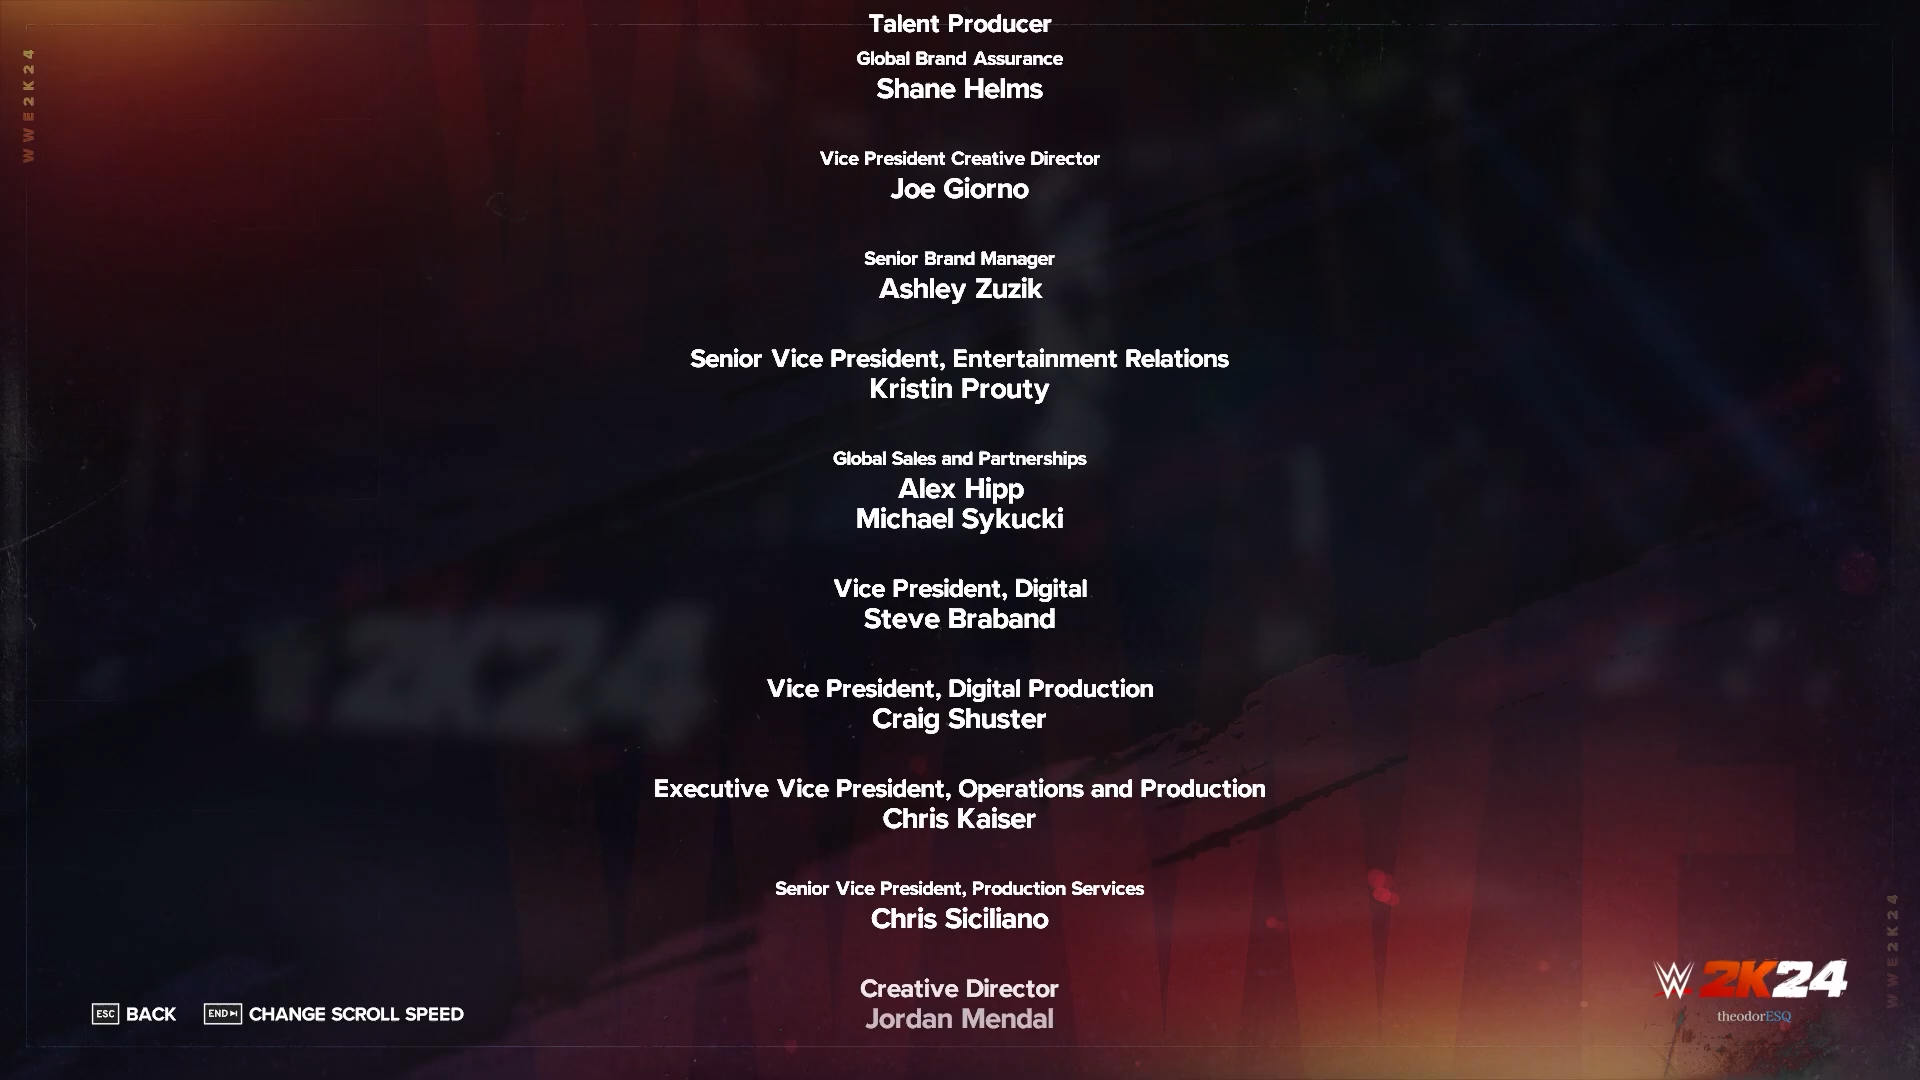 WWE2K24
Talent Producer
Global Brand Assurance
Shane Helms
Vice President Creative Director
Joe Giorno
Senior Brand Manager
Ashley Zuzik
Senior Vice President, Entertainment Relations
Kristin Prouty
Global Sales and Partnerships
Alex Hipp
Michael Sykucki
Vice President, Digital
Steve Braband
2K24
Vice President, Digital Production
Craig Shuster
Executive Vice President, Operations and Production
Chris Kaiser
Senior Vice President, Production Services
Chris Siciliano
Creative Director
Jordan Mendal
ESC BACK END CHANGE SCROLL SPEED
WWE2K24
W 2K24
theodorESQ